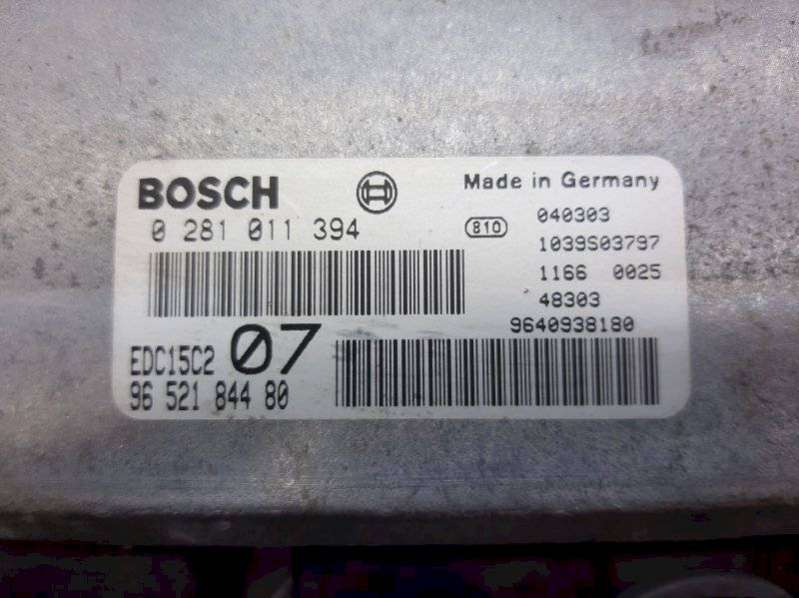 BOSCH
Made in Germany
0 281 011 394
810
040303
1039S03797
1166 0025
48303
9640938180
EDC15C2 07
96 521 844 80